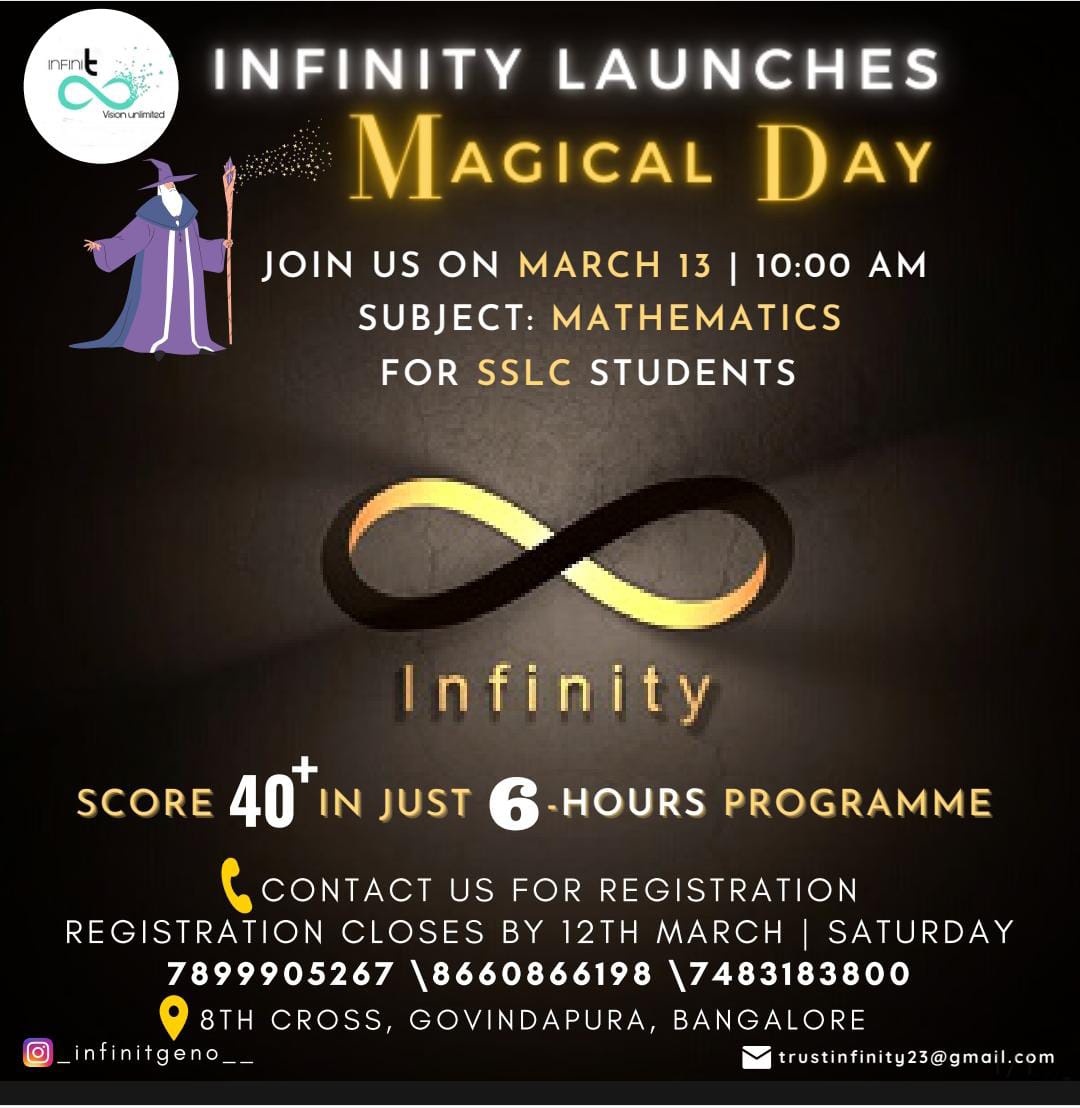 INFINIt
Vision unlimited
INFINITY LAUNCHES
MAGICAL DAY
JOIN US ON MARCH 13 | 10:00 AM
SUBJECT: MATHEMATICS
FOR SSLC STUDENTS
Infinity
SCORE 40+ IN JUST 6-HOURS PROGRAMME
CONTACT US FOR REGISTRATION
REGISTRATION CLOSES BY 12TH MARCH | SATURDAY
7899905267 \8660866198 \7483183800
8TH CROSS, GOVINDAPURA, BANGALORE
_infinitgeno__
trustinfinity23@gmail.com